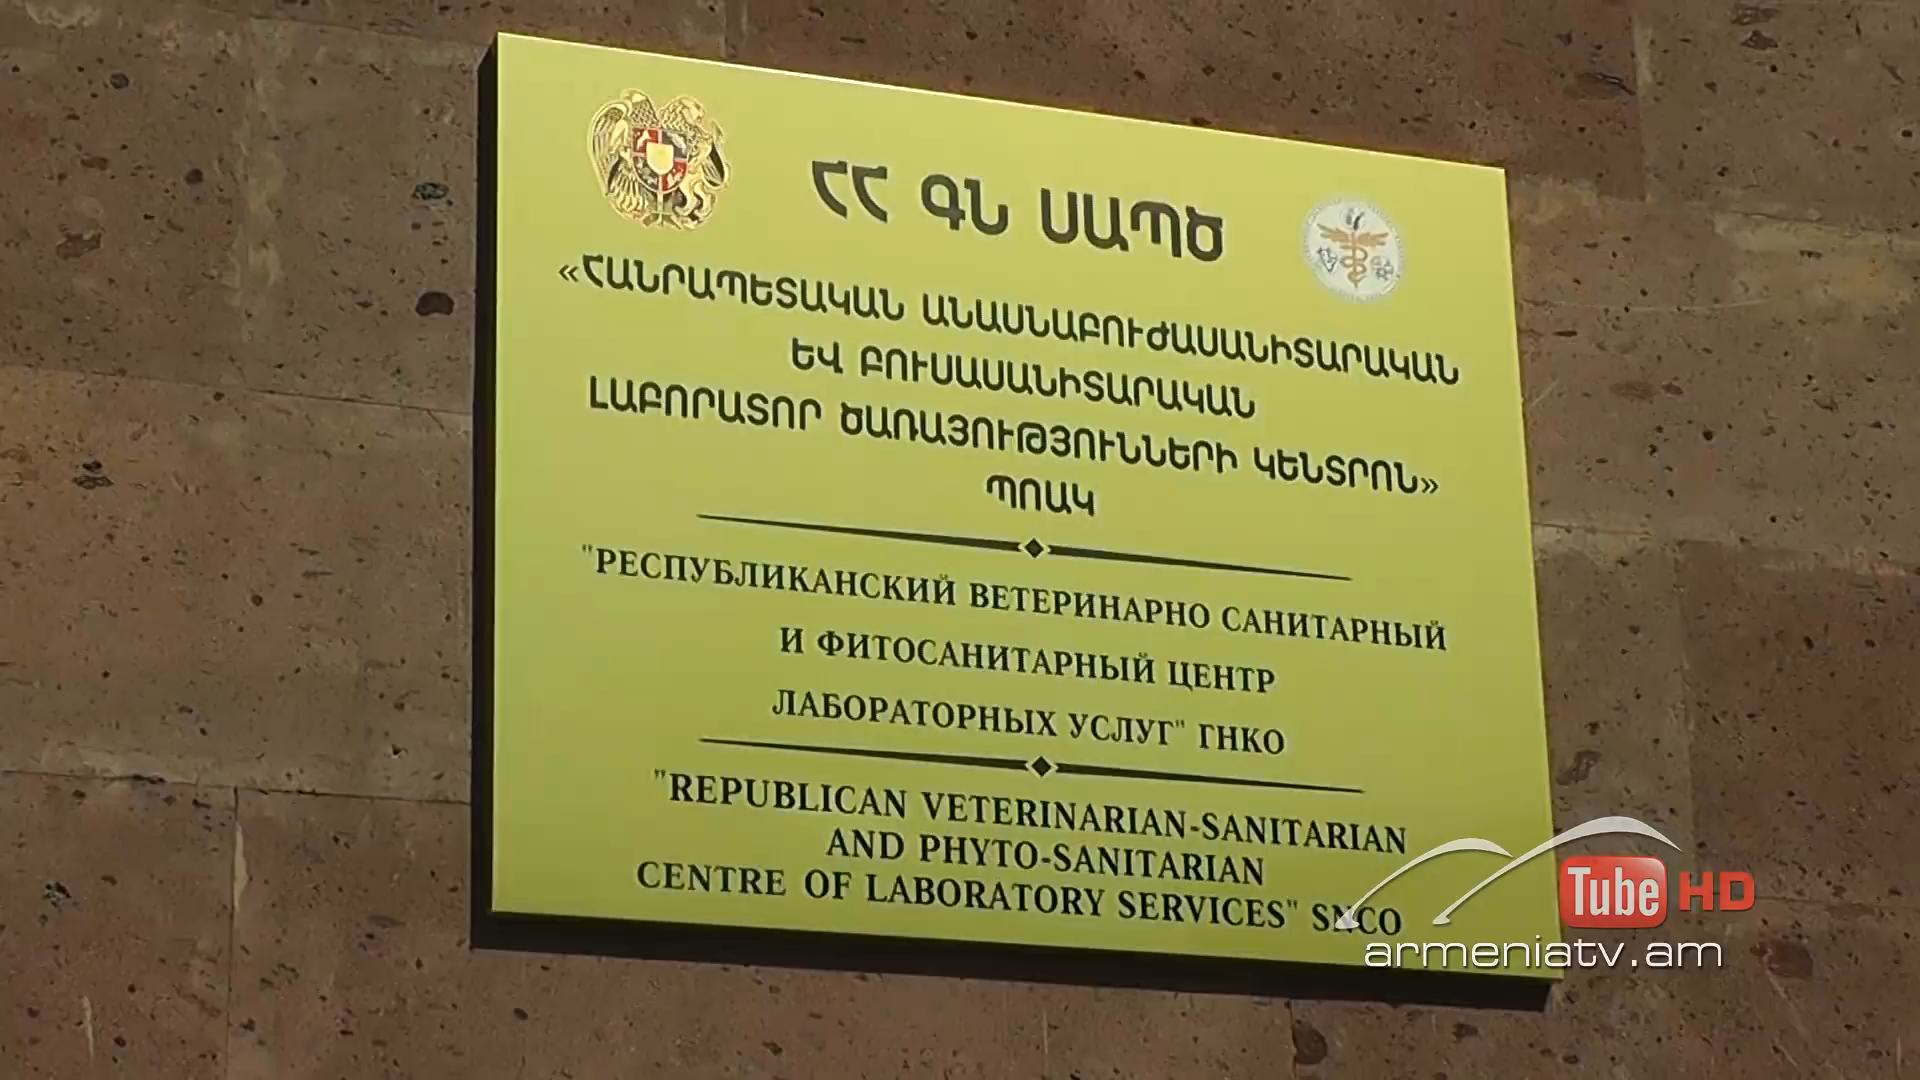 ՀՀ ԳՆ ՍԱՊԾ
«ՀԱՆՐԱՊԵՏԱԿԱՆ ԱՆԱՍՆԱԲՈՒԺԱՍԱՆԻՏԱՐԱԿԱՆ
ԵՎ ԲՈՒՍԱՍԱՆԻՏԱՐԱԿԱՆ
ԼԱԲՈՐԱՏՈՐ ԾԱՌԱՅՈՒԹՅՈՒՆՆԵՐԻ ԿԵՆՏՐՈՆ»
ՊՈԱԿ
"РЕСПУБЛИКАНСКИЙ ВЕТЕРИНАРНО САНИТАРНЫЙ
И ФИТОСАНИТАРНЫЙ ЦЕНТР
ЛАБОРАТОРНЫХ УСЛУГ" ГНКО
"REPUBLICAN VETERINARIAN-SANITARIAN
AND PHYTO-SANITARIAN
CENTRE OF LABORATORY SERVICES" SNCO
Tube HD
armeniatv.am